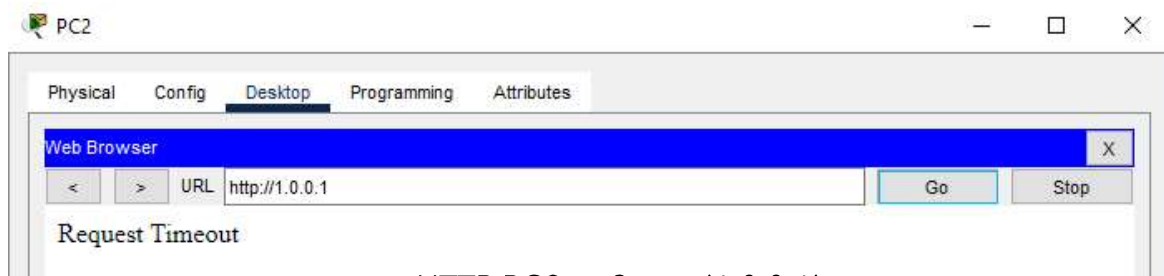 PC2
Physical Config Desktop Programming Attributes
Web Browser X
< > URL http://1.0.0.1 Go Stop
Request Timeout